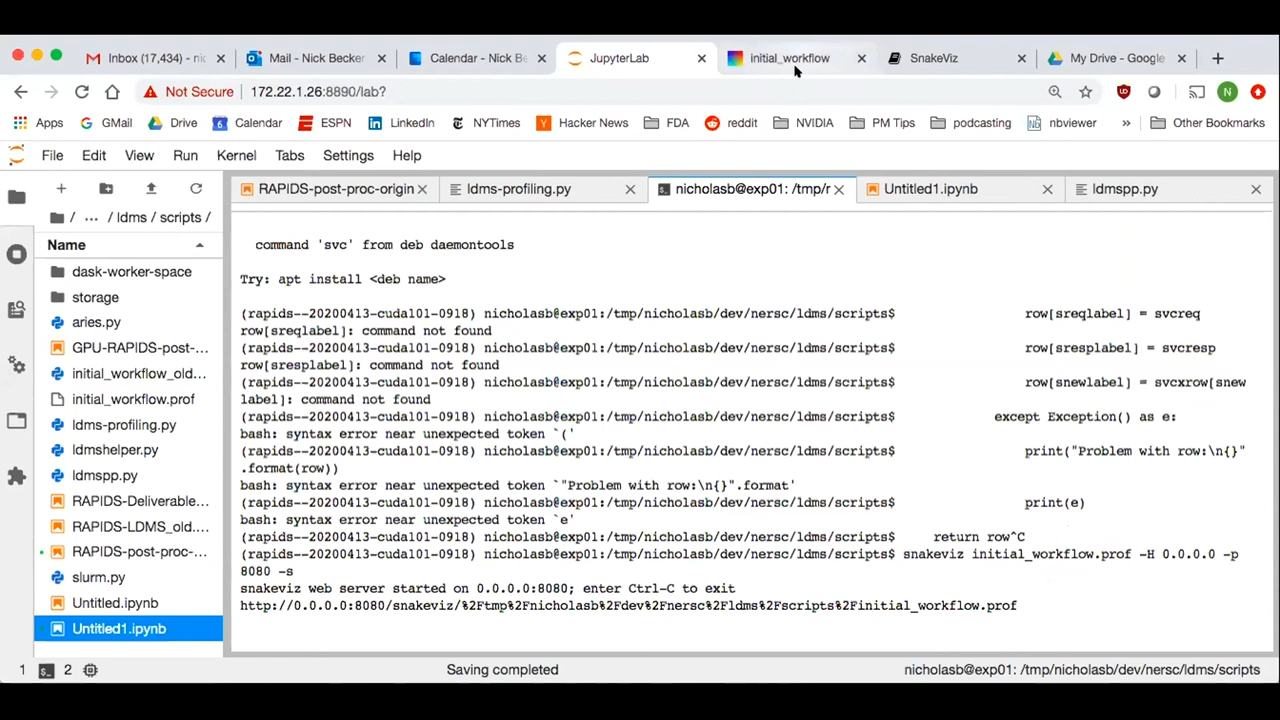 Inbox (17,434) - nic
Mail - Nick Becker
Calendar - Nick Be
JupyterLab
initial_workflow
SnakeViz
My Drive - Google
Not Secure
172.22.1.26:8890/lab?
N
Apps
GMail
Drive
Calendar
ESPN
LinkedIn
NYTimes
Hacker News
FDA
reddit
NVIDIA
PM Tips
podcasting
nbviewer
»
Other Bookmarks
File
Edit
View
Run
Kernel
Tabs
Settings
Help
RAPIDS-post-proc-origin
ldms-profiling.py
nicholasb@exp01: /tmp/r
Untitled1.ipynb
ldmspp.py
/ ... / ldms / scripts /
Name
dask-worker-space
storage
aries.py
GPU-RAPIDS-post-...
initial_workflow_old...
initial_workflow.prof
ldms-profiling.py
ldmshelper.py
ldmspp.py
RAPIDS-Deliverable...
RAPIDS-LDMS_old....
RAPIDS-post-proc-...
slurm.py
Untitled.ipynb
Untitled1.ipynb
command 'svc' from deb daemontools
Try: apt install <deb name>
(rapids--20200413-cuda101-0918) nicholasb@exp01:/tmp/nicholasb/dev/nersc/ldms/scripts$ row[sreqlabel] = svcreq
row[sreqlabel]: command not found
(rapids--20200413-cuda101-0918) nicholasb@exp01:/tmp/nicholasb/dev/nersc/ldms/scripts$ row[sresplabel] = svcresp
row[sresplabel]: command not found
(rapids--20200413-cuda101-0918) nicholasb@exp01:/tmp/nicholasb/dev/nersc/ldms/scripts$ row[snewlabel] = svcxrow[snew
label]: command not found
(rapids--20200413-cuda101-0918) nicholasb@exp01:/tmp/nicholasb/dev/nersc/ldms/scripts$ except Exception() as e:
bash: syntax error near unexpected token `('
(rapids--20200413-cuda101-0918) nicholasb@exp01:/tmp/nicholasb/dev/nersc/ldms/scripts$ print("Problem with row:\n{}"
.format(row))
bash: syntax error near unexpected token `"Problem with row:\n{}".format'
(rapids--20200413-cuda101-0918) nicholasb@exp01:/tmp/nicholasb/dev/nersc/ldms/scripts$ print(e)
bash: syntax error near unexpected token `e'
(rapids--20200413-cuda101-0918) nicholasb@exp01:/tmp/nicholasb/dev/nersc/ldms/scripts$ return row^C
(rapids--20200413-cuda101-0918) nicholasb@exp01:/tmp/nicholasb/dev/nersc/ldms/scripts$ snakeviz initial_workflow.prof -H 0.0.0.0 -p
8080 -s
snakeviz web server started on 0.0.0.0:8080; enter Ctrl-C to exit
http://0.0.0.0:8080/snakeviz/%2Ftmp%2Fnicholasb%2Fdev%2Fnersc%2Fldms%2Fscripts%2Finitial_workflow.prof
1
2
Saving completed
nicholasb@exp01: /tmp/nicholasb/dev/nersc/ldms/scripts